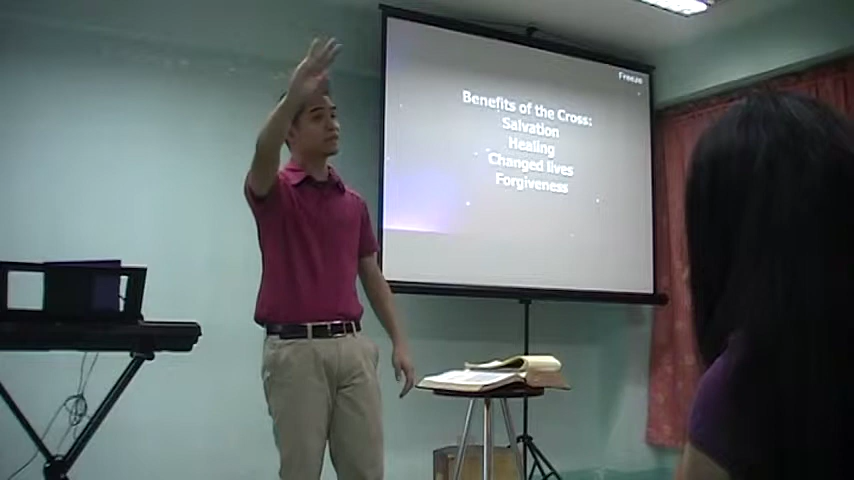 Freeze
Benefits of the Cross:
Salvation
Healing
Changed lives
Forgiveness